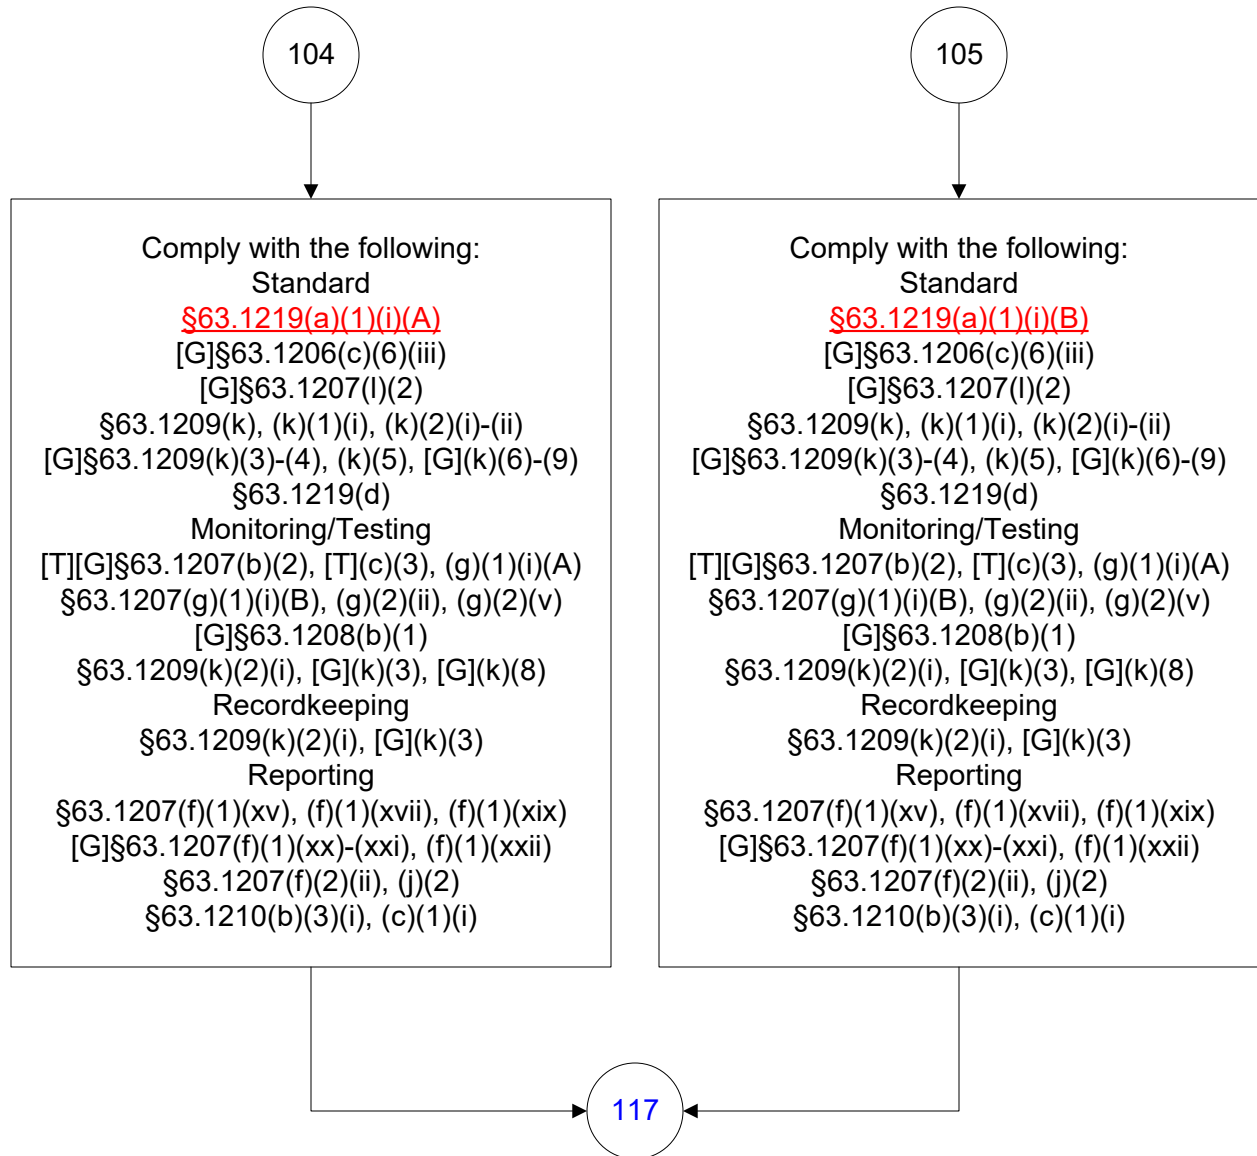 104
105
Comply with the following:
Standard
§63.1219(a)(1)(i)(A)
[G]§63.1206(c)(6)(iii)
[G]§63.1207(l)(2)
§63.1209(k), (k)(1)(i), (k)(2)(i)-(ii)
[G]§63.1209(k)(3)-(4), (k)(5), [G](k)(6)-(9)
§63.1219(d)
Monitoring/Testing
[T][G]§63.1207(b)(2), [T](c)(3), (g)(1)(i)(A)
§63.1207(g)(1)(i)(B), (g)(2)(ii), (g)(2)(v)
[G]§63.1208(b)(1)
§63.1209(k)(2)(i), [G](k)(3), [G](k)(8)
Recordkeeping
§63.1209(k)(2)(i), [G](k)(3)
Reporting
§63.1207(f)(1)(xv), (f)(1)(xvii), (f)(1)(xix)
[G]§63.1207(f)(1)(xx)-(xxi), (f)(1)(xxii)
§63.1207(f)(2)(ii), (j)(2)
§63.1210(b)(3)(i), (c)(1)(i)
Comply with the following:
Standard
§63.1219(a)(1)(i)(B)
[G]§63.1206(c)(6)(iii)
[G]§63.1207(l)(2)
§63.1209(k), (k)(1)(i), (k)(2)(i)-(ii)
[G]§63.1209(k)(3)-(4), (k)(5), [G](k)(6)-(9)
§63.1219(d)
Monitoring/Testing
[T][G]§63.1207(b)(2), [T](c)(3), (g)(1)(i)(A)
§63.1207(g)(1)(i)(B), (g)(2)(ii), (g)(2)(v)
[G]§63.1208(b)(1)
§63.1209(k)(2)(i), [G](k)(3), [G](k)(8)
Recordkeeping
§63.1209(k)(2)(i), [G](k)(3)
Reporting
§63.1207(f)(1)(xv), (f)(1)(xvii), (f)(1)(xix)
[G]§63.1207(f)(1)(xx)-(xxi), (f)(1)(xxii)
§63.1207(f)(2)(ii), (j)(2)
§63.1210(b)(3)(i), (c)(1)(i)
117